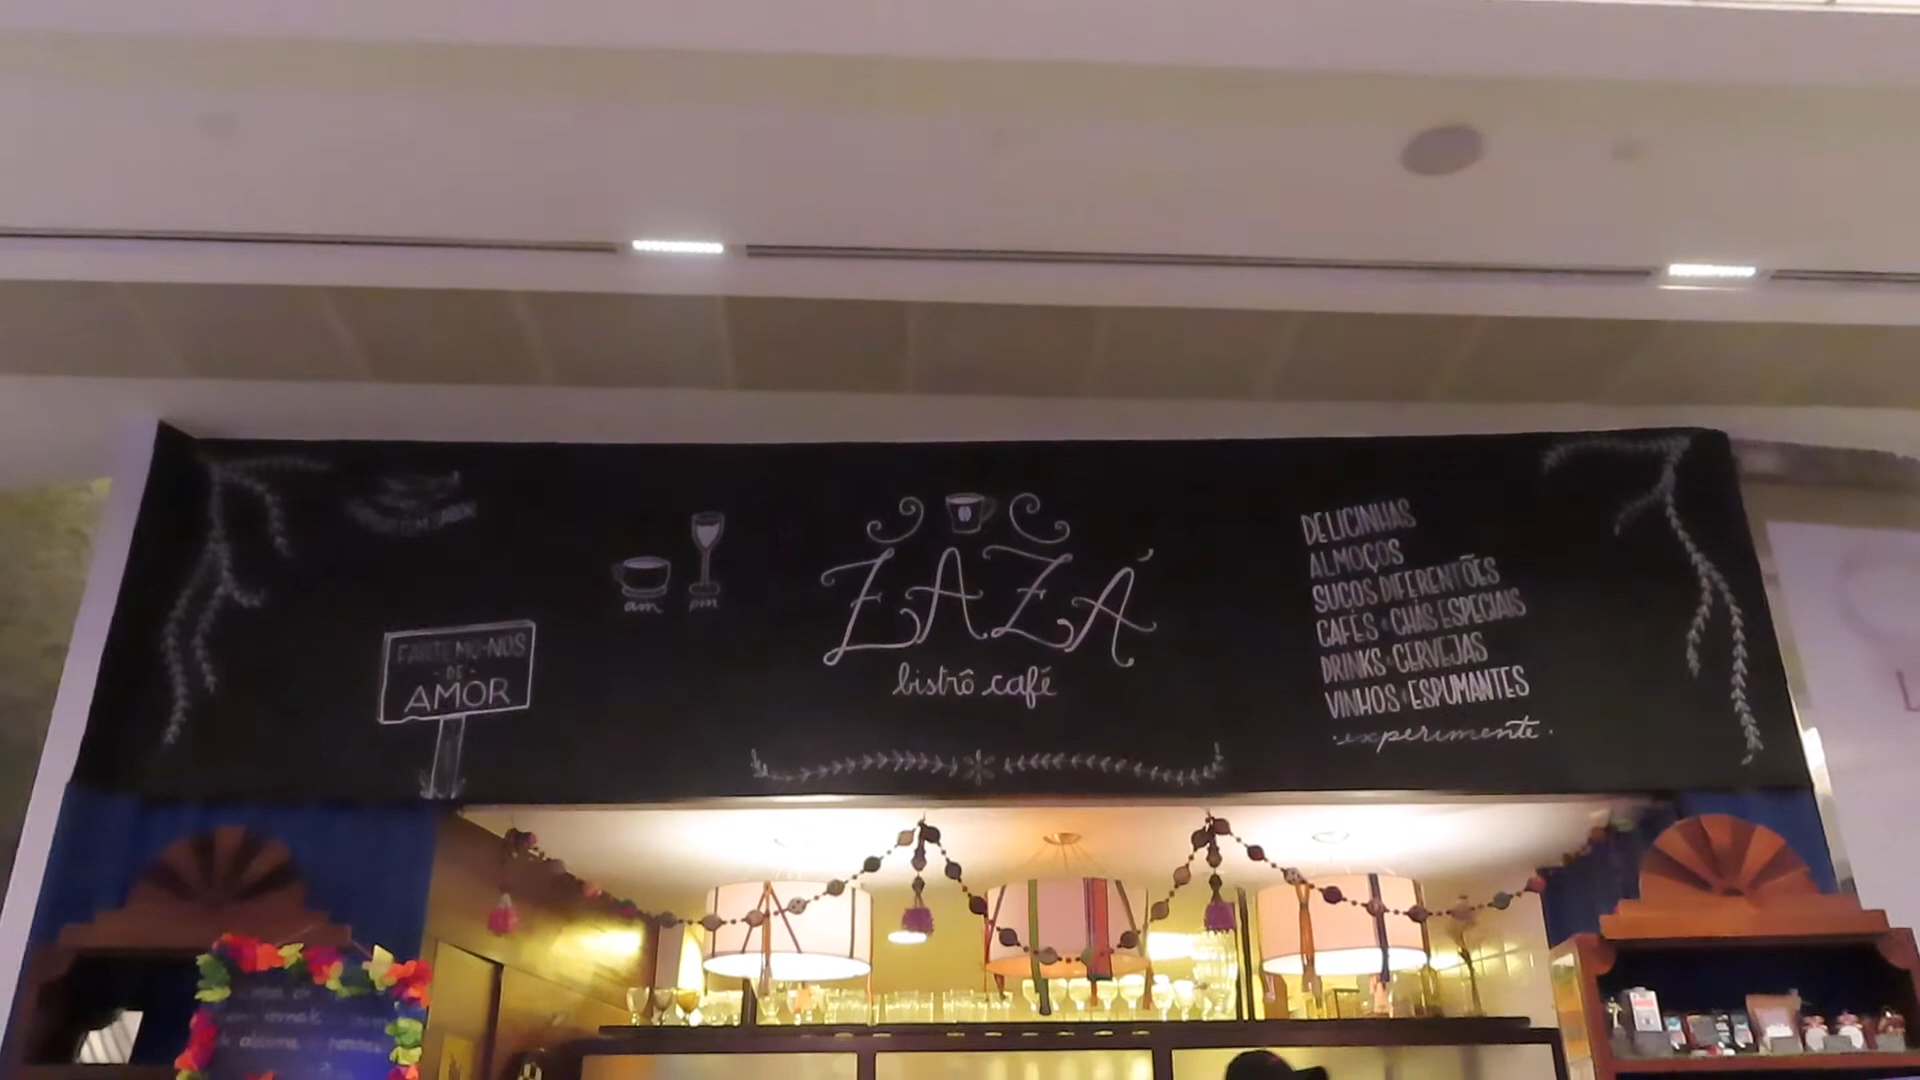 FARTEMO-NOS
DE
AMOR
am pm
ZAZÁ
bistrô café
DELICINHAS
ALMOÇOS
SUCOS DIFERENTÕES
CAFÉS • CHÁS ESPECIAIS
DRINKS • CERVEJAS
VINHOS • ESPUMANTES
• experimente •